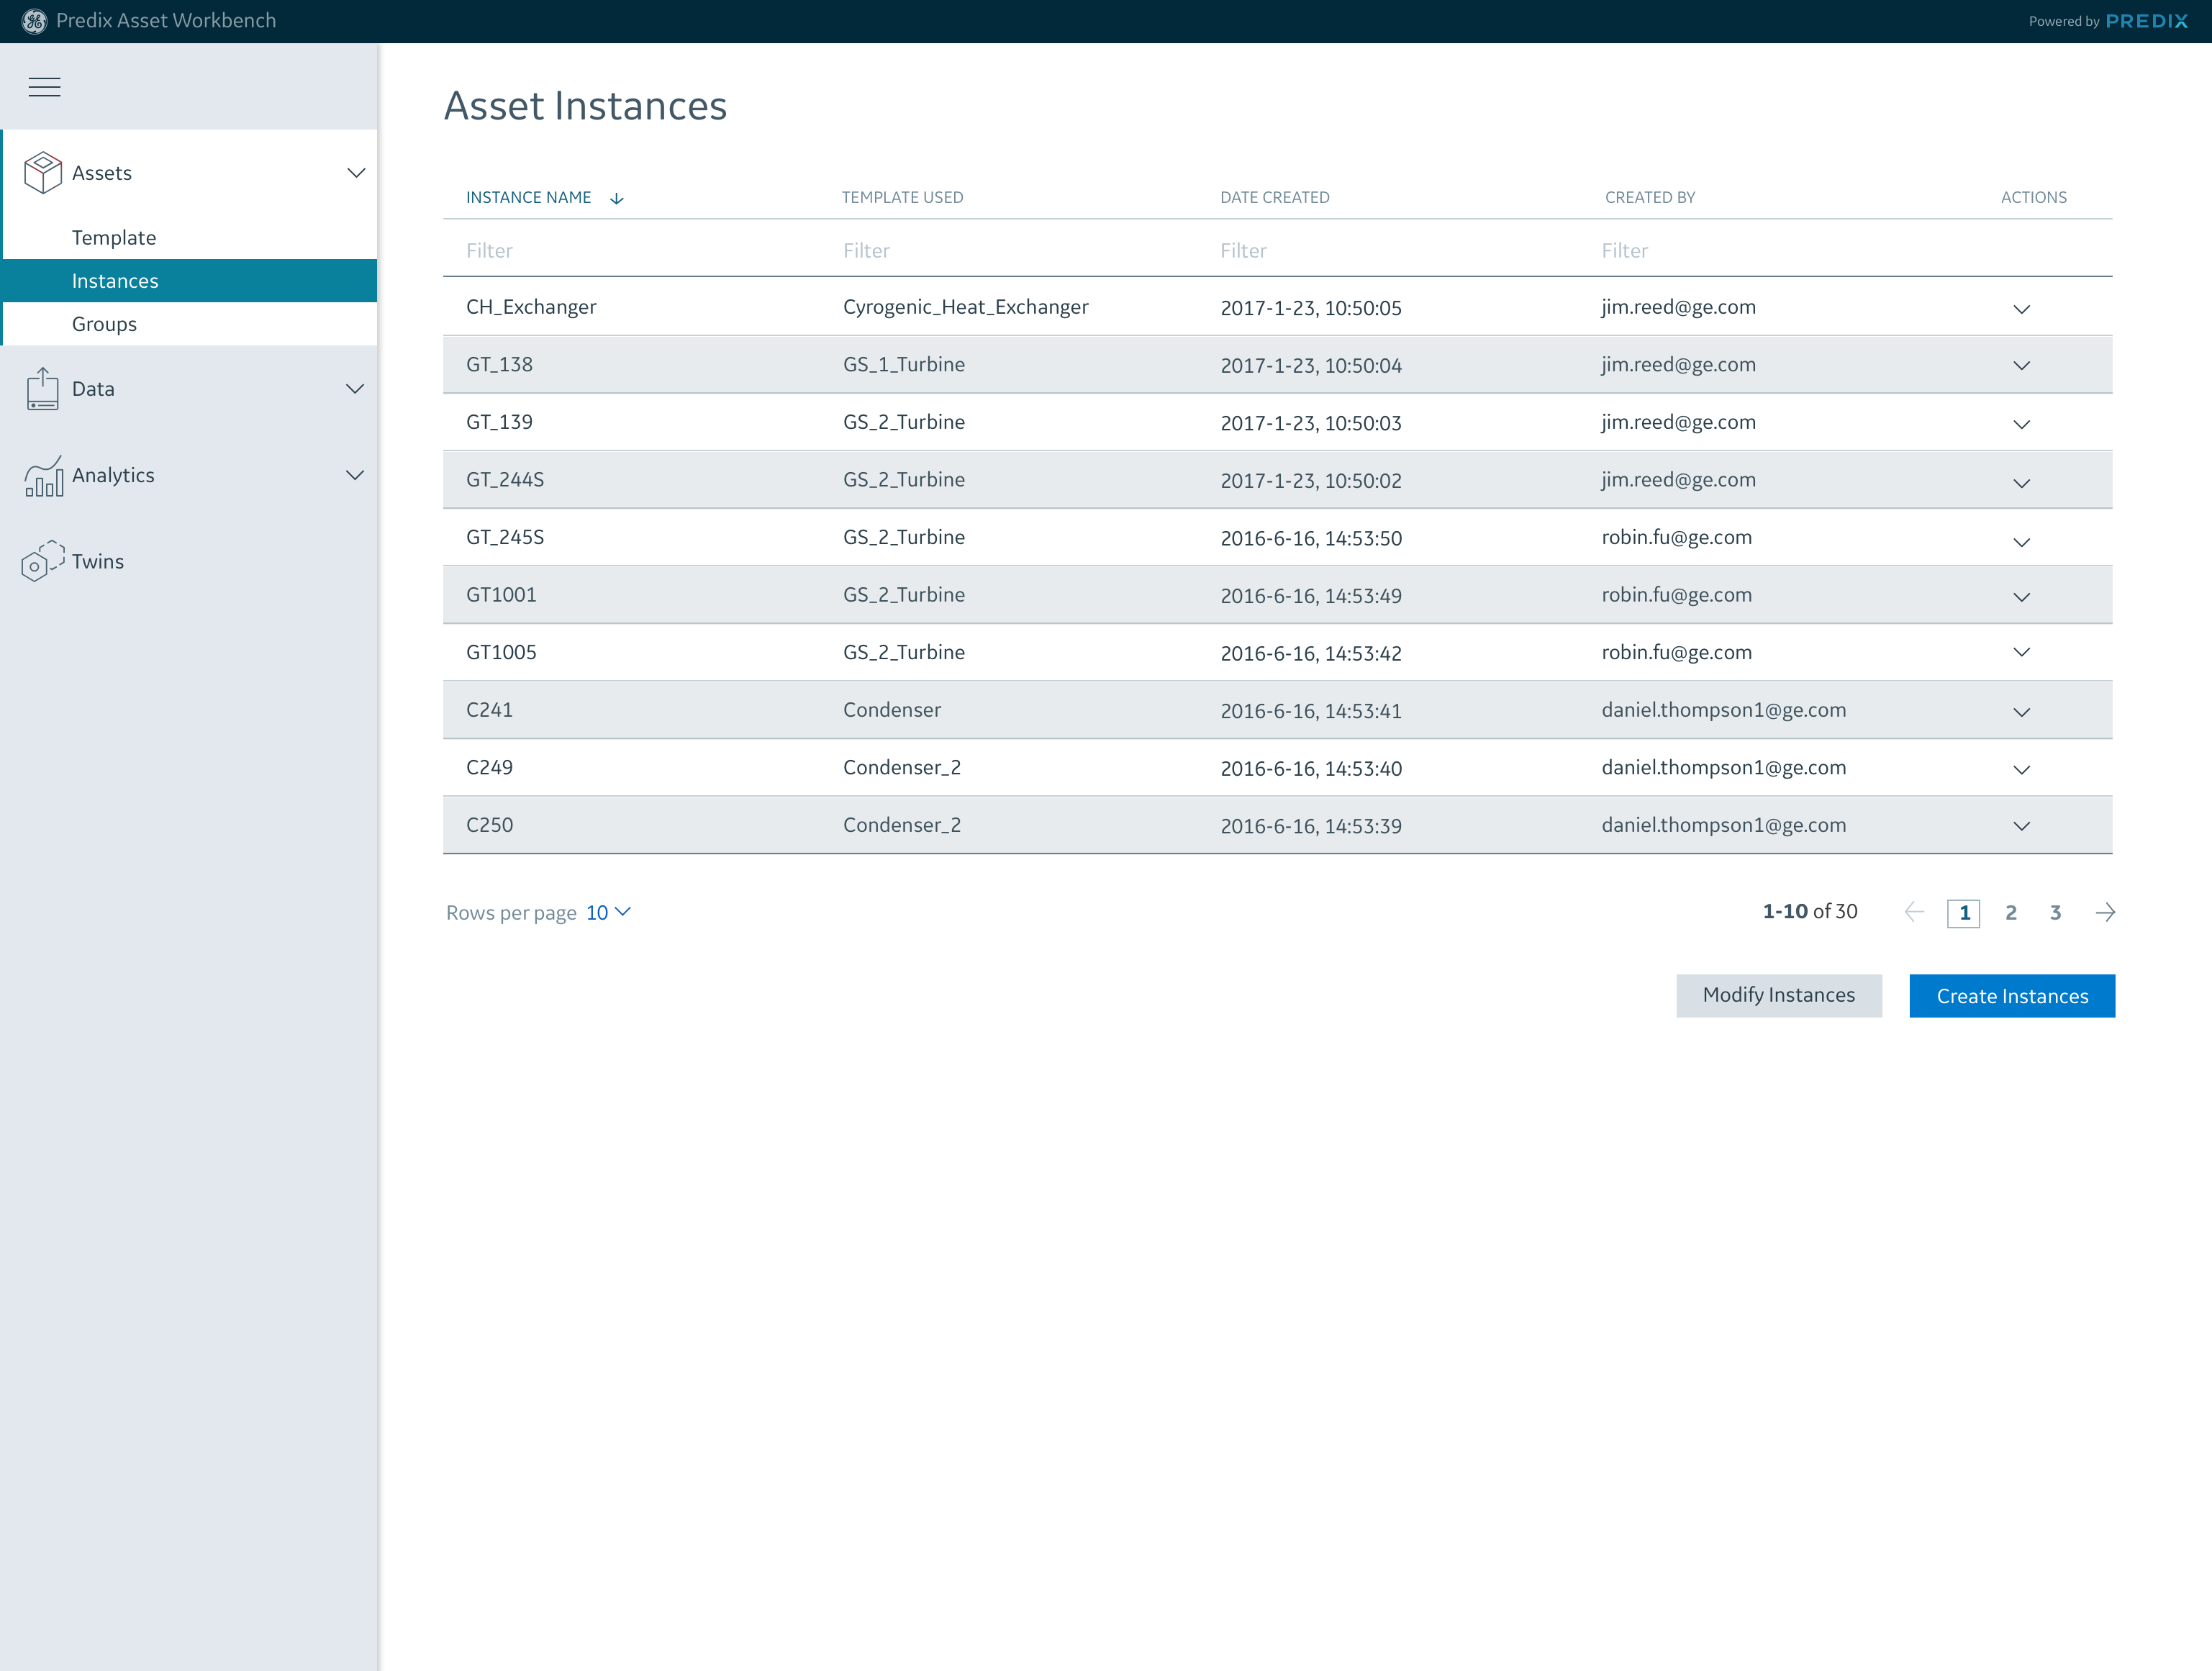 Predix Asset Workbench
Powered by PREDIX
Asset Instances
Assets
Template
Instances
Groups
Data
Analytics
Twins
INSTANCE NAME TEMPLATE USED DATE CREATED CREATED BY ACTIONS
Filter Filter Filter Filter
CH_Exchanger Cyrogenic_Heat_Exchanger 2017-1-23, 10:50:05 jim.reed@ge.com
GT_138 GS_1_Turbine 2017-1-23, 10:50:04 jim.reed@ge.com
GT_139 GS_2_Turbine 2017-1-23, 10:50:03 jim.reed@ge.com
GT_244S GS_2_Turbine 2017-1-23, 10:50:02 jim.reed@ge.com
GT_245S GS_2_Turbine 2016-6-16, 14:53:50 robin.fu@ge.com
GT1001 GS_2_Turbine 2016-6-16, 14:53:49 robin.fu@ge.com
GT1005 GS_2_Turbine 2016-6-16, 14:53:42 robin.fu@ge.com
C241 Condenser 2016-6-16, 14:53:41 daniel.thompson1@ge.com
C249 Condenser_2 2016-6-16, 14:53:40 daniel.thompson1@ge.com
C250 Condenser_2 2016-6-16, 14:53:39 daniel.thompson1@ge.com
Rows per page 10
1-10 of 30 1 2 3
Modify Instances Create Instances